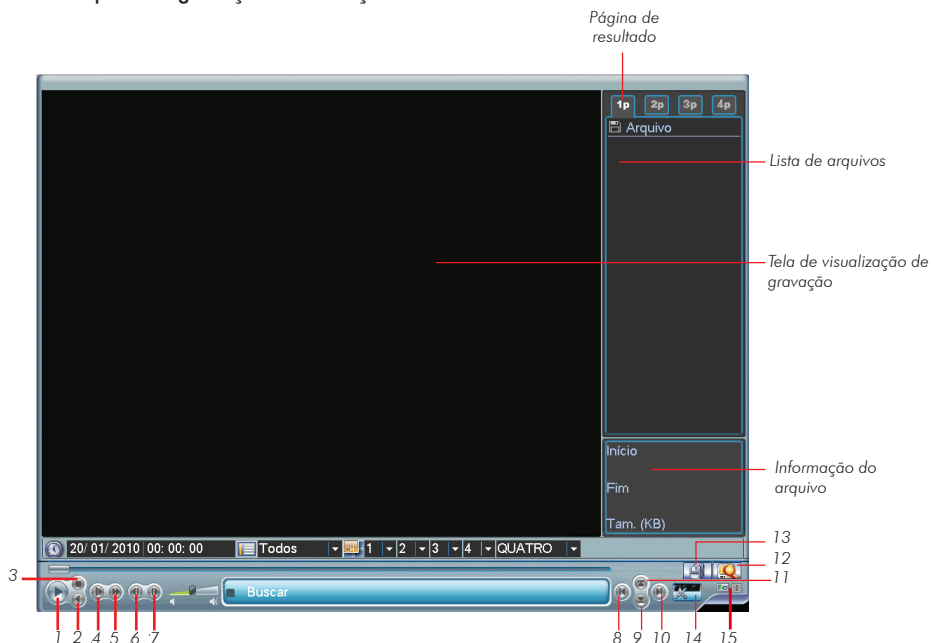 Página de
resultado
1p 2p 3p 4p
Arquivo
Lista de arquivos
Tela de visualização de
gravação
Início
Fim
Tam. (KB)
Informação do
arquivo
20/ 01/ 2010 00: 00: 00 Todos 1 2 3 4 QUATRO
13
12
11
3
Buscar
1 2 4 5 6 7 8 9 10 14 15